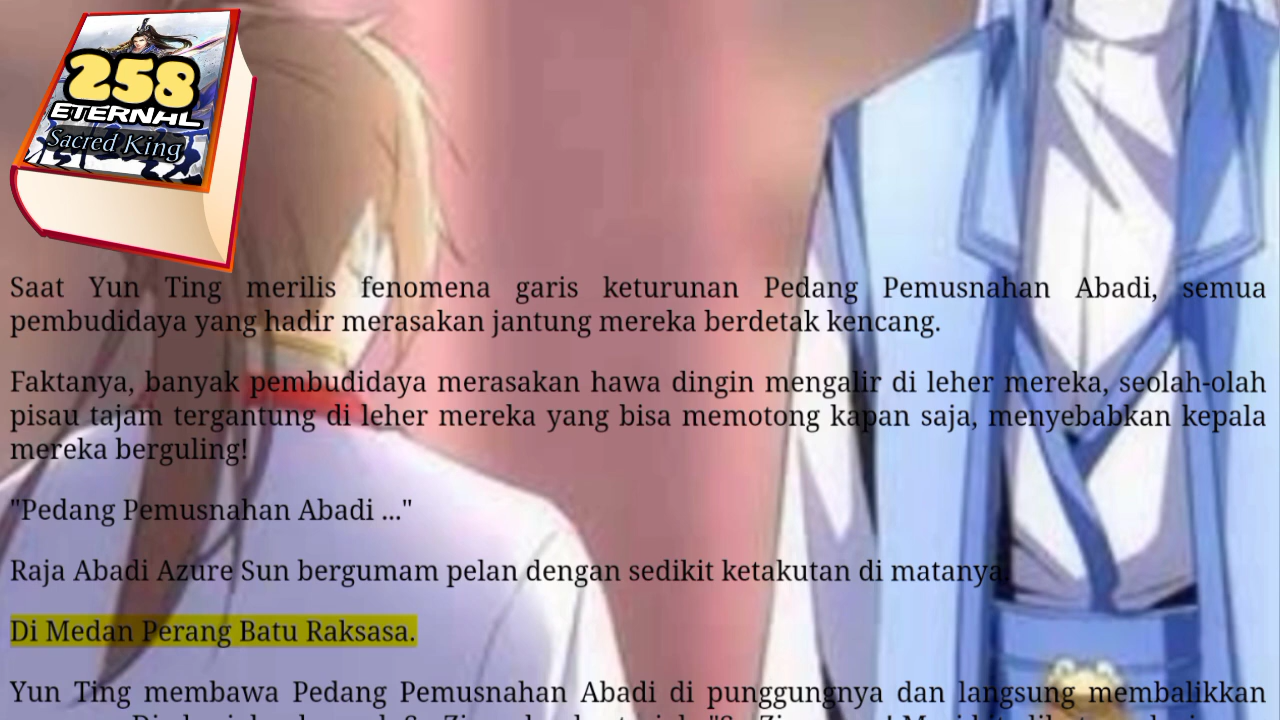 258
ETERNAL
Sacred King
Saat Yun Ting merilis fenomena garis keturunan Pedang Pemusnahan Abadi, semua
pembudidaya yang hadir merasakan jantung mereka berdetak kencang.
Faktanya, banyak pembudidaya merasakan hawa dingin mengalir di leher mereka, seolah-olah
pisau tajam tergantung di leher mereka yang bisa memotong kapan saja, menyebabkan kepala
mereka berguling!
"Pedang Pemusnahan Abadi ..."
Raja Abadi Azure Sun bergumam pelan dengan sedikit ketakutan di matanya.
Di Medan Perang Batu Raksasa.
Yun Ting membawa Pedang Pemusnahan Abadi di punggungnya dan langsung membalikkan